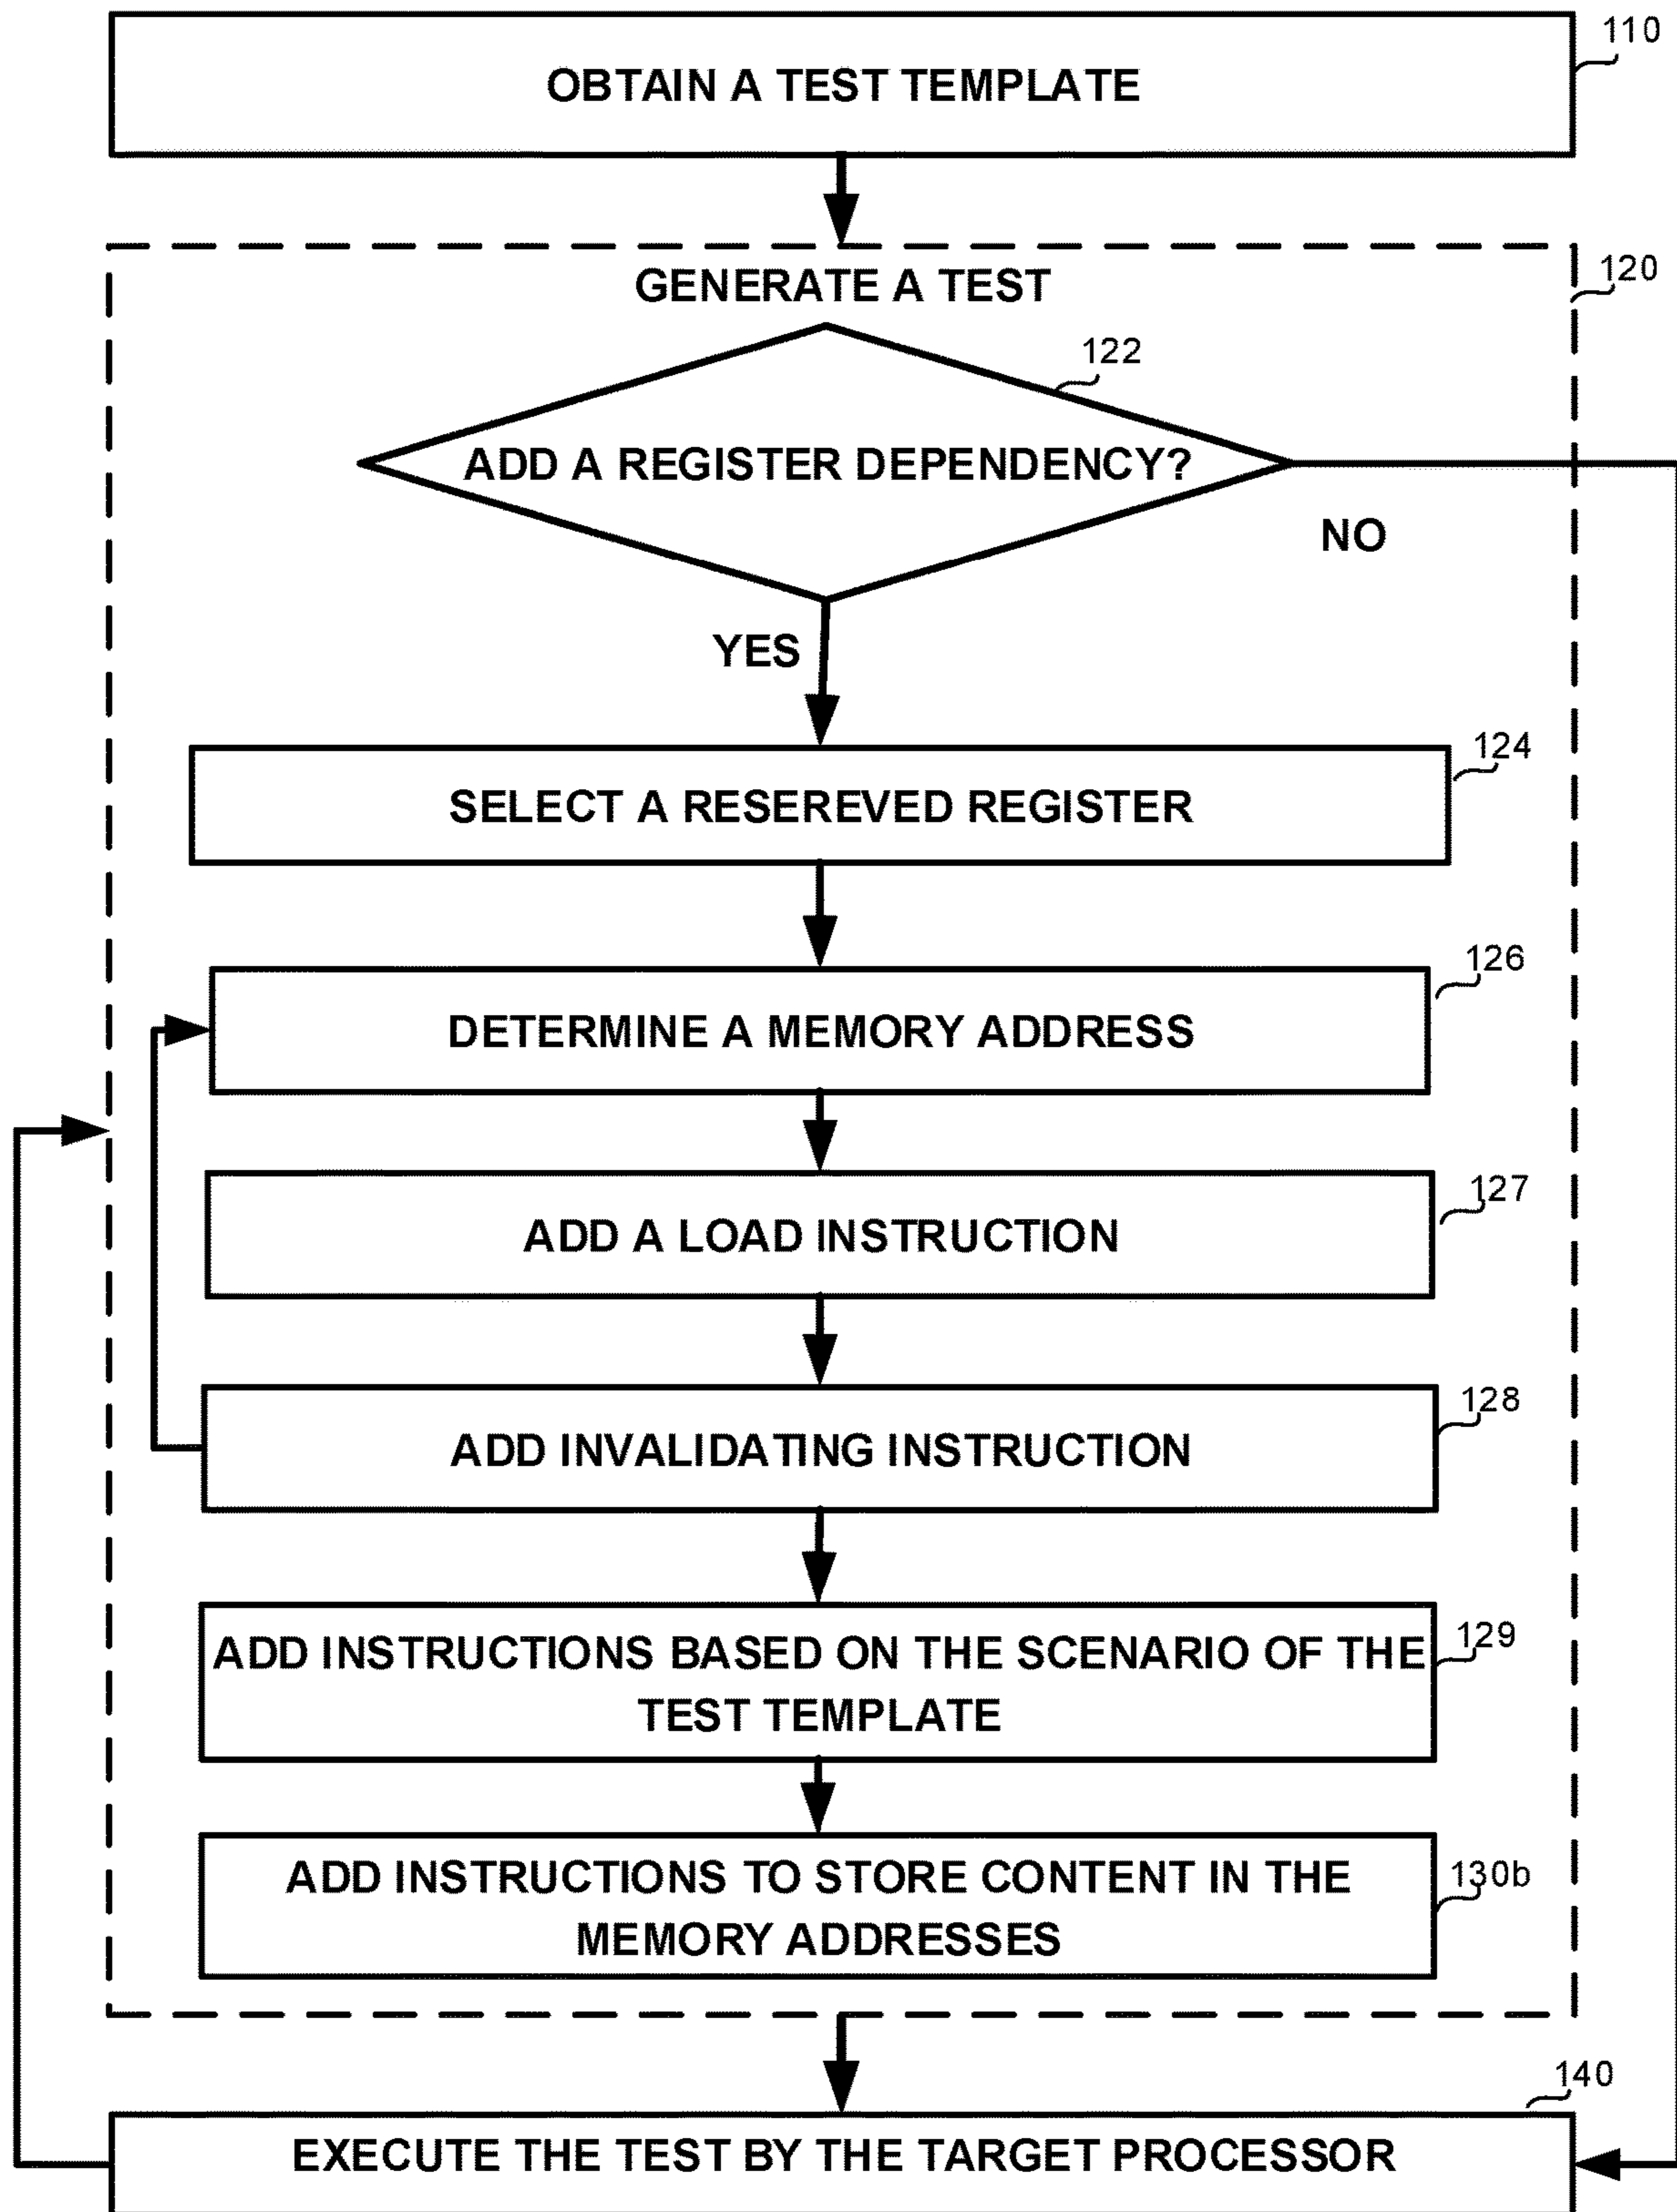 110
OBTAIN A TEST TEMPLATE
GENERATE A TEST
120
122
ADD A REGISTER DEPENDENCY?
NO
YES
124
SELECT A RESEREVED REGISTER
126
DETERMINE A MEMORY ADDRESS
127
ADD A LOAD INSTRUCTION
128
ADD INVALIDATING INSTRUCTION
129
ADD INSTRUCTIONS BASED ON THE SCENARIO OF THE
TEST TEMPLATE
130b
ADD INSTRUCTIONS TO STORE CONTENT IN THE
MEMORY ADDRESSES
140
EXECUTE THE TEST BY THE TARGET PROCESSOR